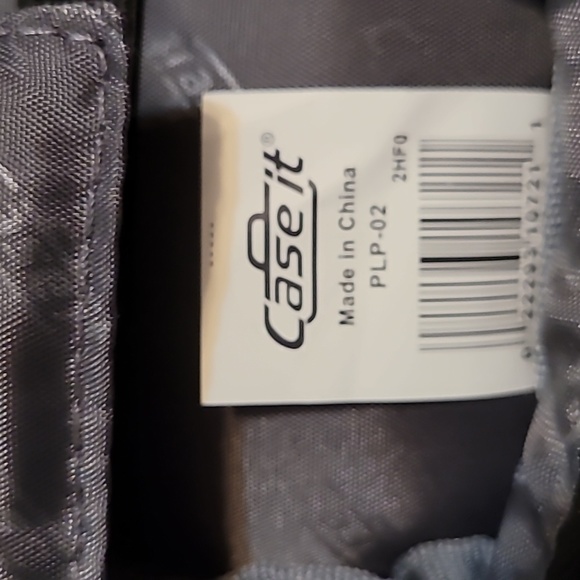 Case it®
Made in China
PLP-02
2HF0